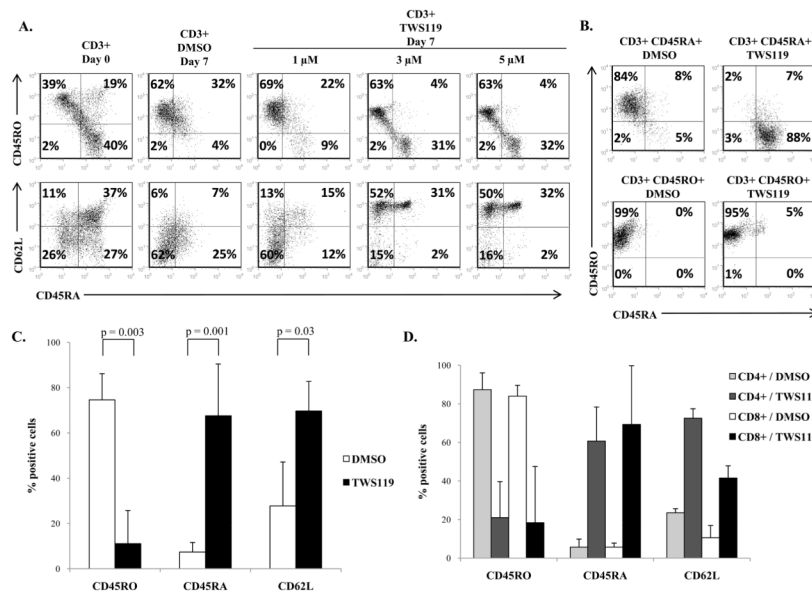 A.
CD3+
Day 0
CD3+
DMSO
Day 7
CD3+
TWS119
Day 7
1 µM
3 µM
5 µM
CD45RO
39% 19%
2% 40%
62% 32%
2% 4%
69% 22%
0% 9%
63% 4%
2% 31%
63% 4%
2% 32%
CD62L
11% 37%
26% 27%
6% 7%
62% 25%
13% 15%
60% 12%
52% 31%
15% 2%
50% 32%
16% 2%
CD45RA
B.
CD3+ CD45RA+
DMSO
CD3+ CD45RA+
TWS119
84% 8%
2% 5%
2% 7%
3% 88%
CD3+ CD45RO+
DMSO
CD3+ CD45RO+
TWS119
99% 0%
0% 0%
95% 5%
1% 0%
CD45RO
CD45RA
C.
p = 0.003
p = 0.001
p = 0.03
% positive cells
100
80
60
40
20
0
CD45RO
CD45RA
CD62L
DMSO
TWS119
D.
% positive cells
100
80
60
40
20
0
CD45RO
CD45RA
CD62L
CD4+ / DMSO
CD4+ / TWS11
CD8+ / DMSO
CD8+ / TWS11